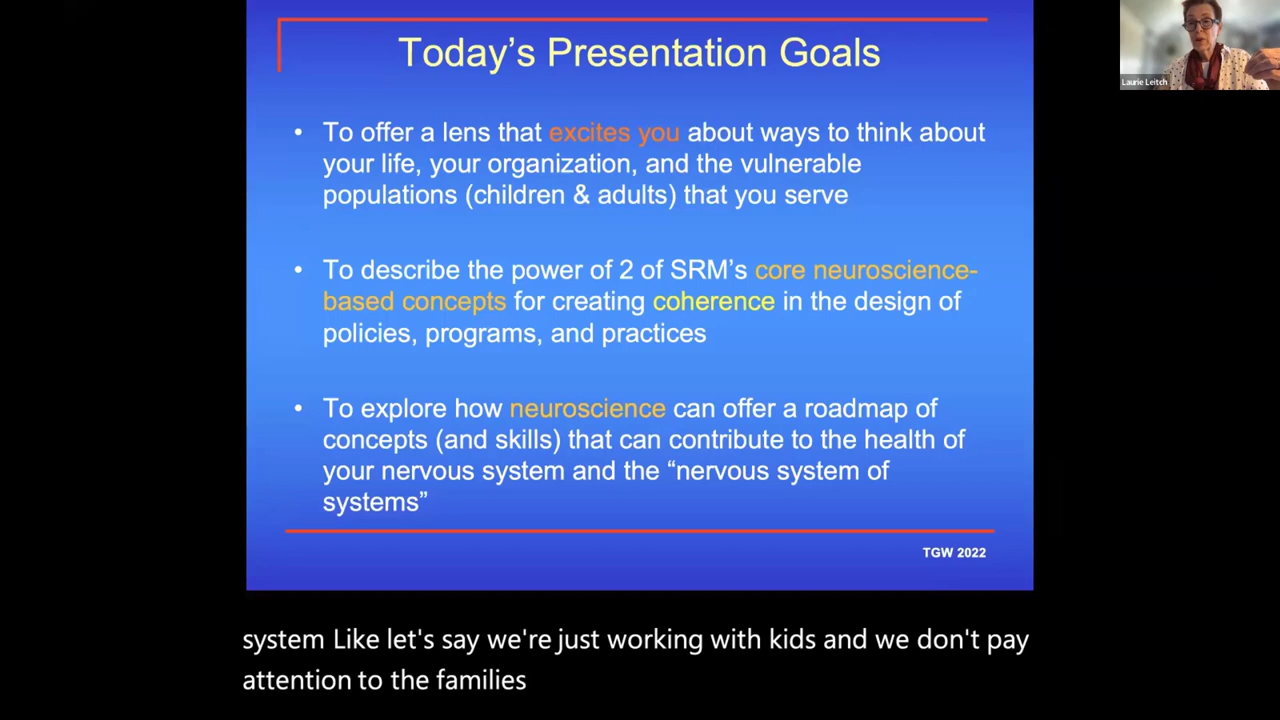 Today’s Presentation Goals
• To offer a lens that excites you about ways to think about
your life, your organization, and the vulnerable
populations (children & adults) that you serve
• To describe the power of 2 of SRM’s core neuroscience-
based concepts for creating coherence in the design of
policies, programs, and practices
• To explore how neuroscience can offer a roadmap of
concepts (and skills) that can contribute to the health of
your nervous system and the “nervous system of
systems”
TGW 2022
Laurie Leitch
system Like let's say we're just working with kids and we don't pay
attention to the families